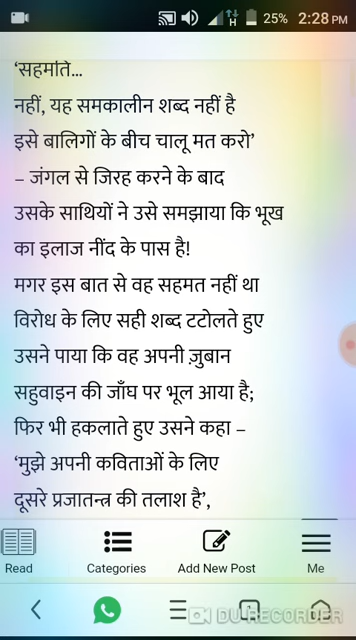 25% 2:28 PM
‘सहमति...
नहीं, यह समकालीन शब्द नहीं है
इसे बालिगों के बीच चालू मत करो’
– जंगल से जिरह करने के बाद
उसके साथियों ने उसे समझाया कि भूख
का इलाज नींद के पास है!
मगर इस बात से वह सहमत नहीं था
विरोध के लिए सही शब्द टटोलते हुए
उसने पाया कि वह अपनी ज़ुबान
सहुवाइन की जाँघ पर भूल आया है;
फिर भी हकलाते हुए उसने कहा –
‘मुझे अपनी कविताओं के लिए
दूसरे प्रजातन्त्र की तलाश है’,
Read Categories Add New Post Me
DU RECORDER